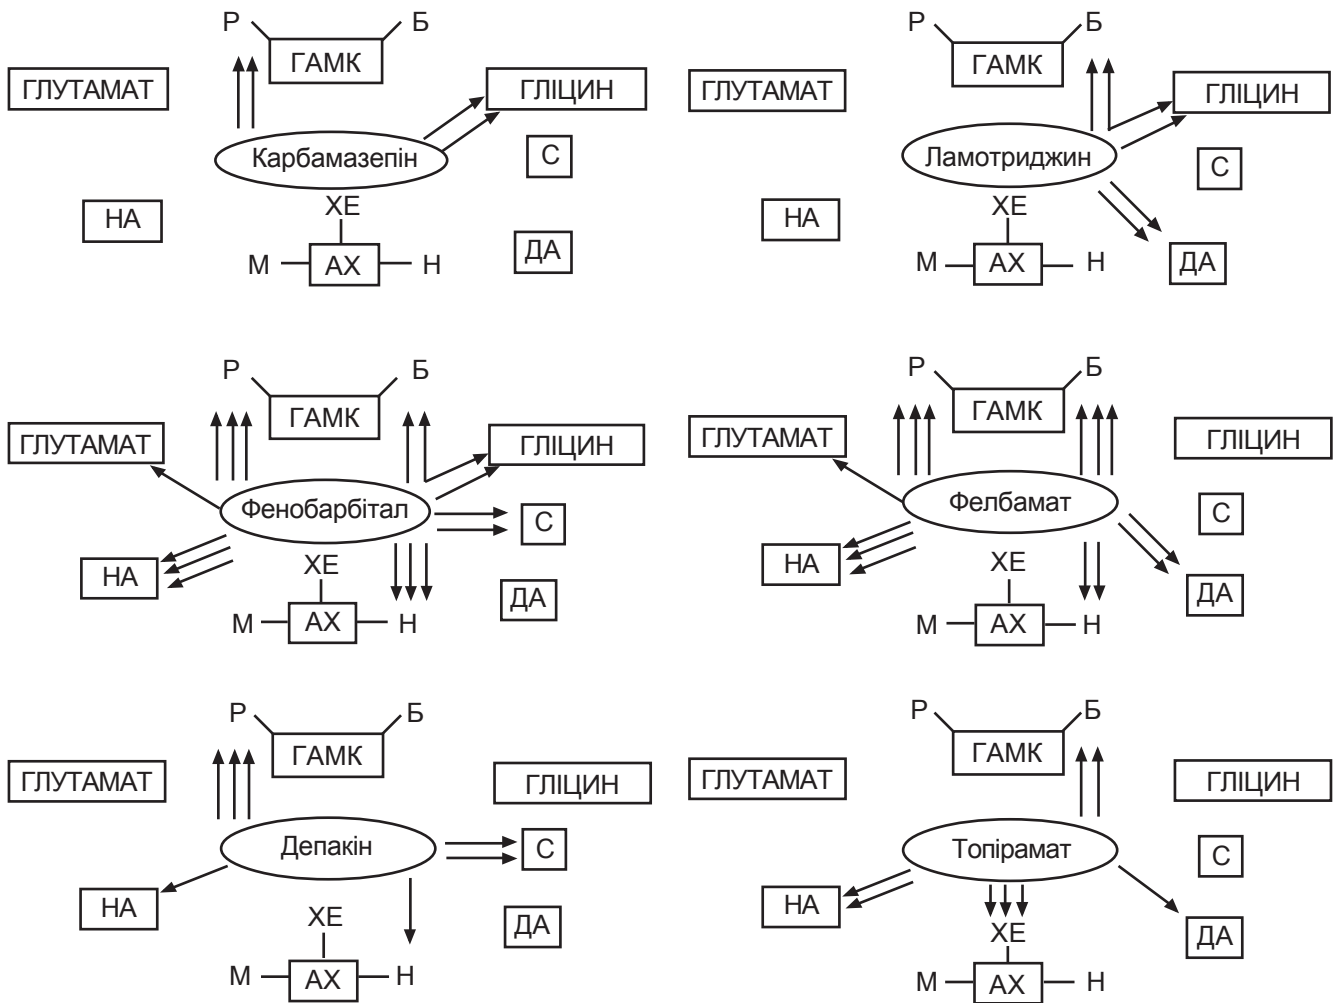 Р Б
ГАМК
ГЛУТАМАТ ГЛІЦИН
Карбамазепін
С
ХЕ
НА
ДА
М АХ Н
Р Б
ГАМК
ГЛУТАМАТ ГЛІЦИН
Ламотриджин
С
ХЕ
НА
М АХ Н ДА
Р Б
ГАМК
ГЛУТАМАТ ГЛІЦИН
Фенобарбітал
С
ХЕ
НА
ДА
М АХ Н
Р Б
ГАМК
ГЛУТАМАТ ГЛІЦИН
Фелбамат
С
ХЕ
НА
ДА
М АХ Н
Р Б
ГАМК
ГЛУТАМАТ ГЛІЦИН
Депакін С
НА
ХЕ
ДА
М АХ Н
Р Б
ГАМК
ГЛУТАМАТ ГЛІЦИН
Топірамат С
НА
ХЕ
ДА
М АХ Н